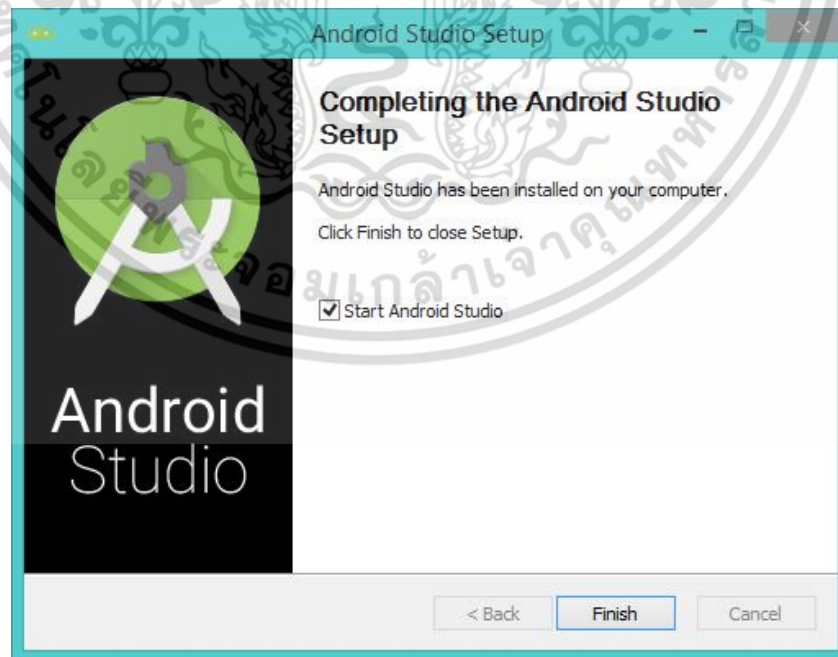 Android Studio Setup
Completing the Android Studio
Setup
Android Studio has been installed on your computer.
Click Finish to close Setup.
Start Android Studio
Android
Studio
< Back
Finish
Cancel